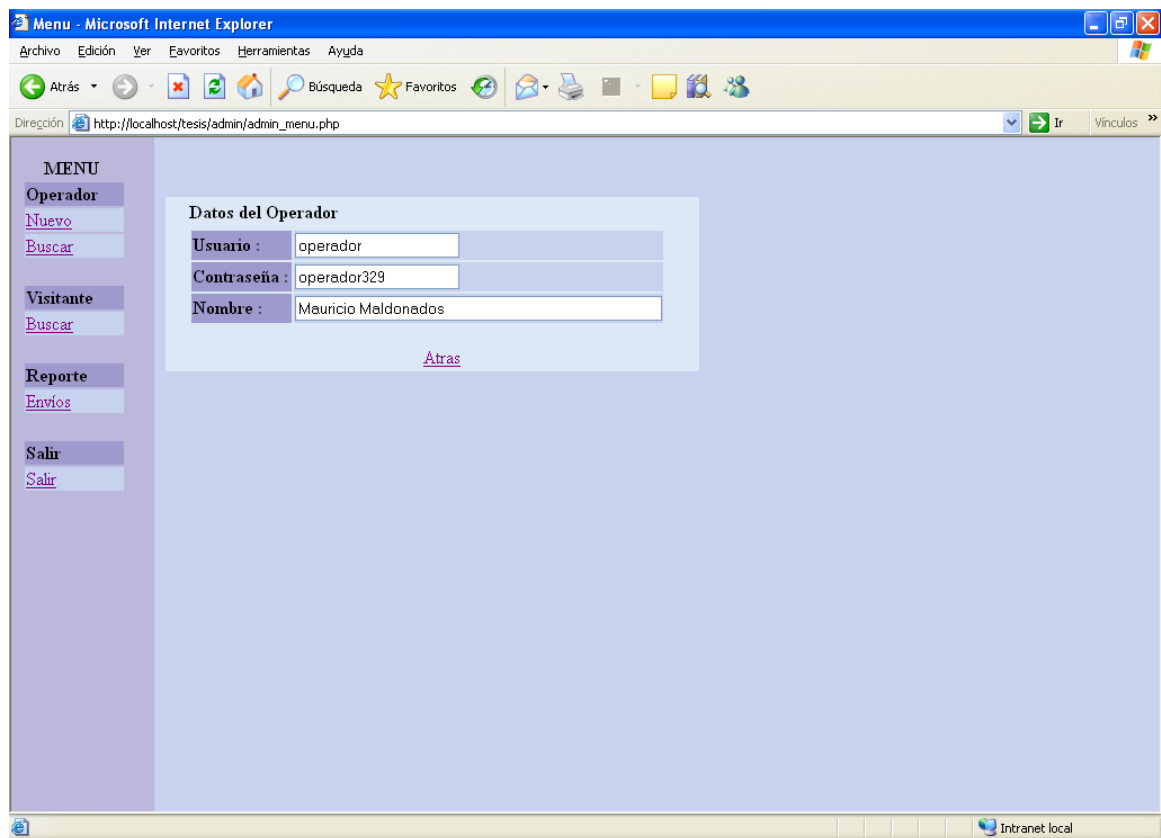 Menu - Microsoft Internet Explorer
Archivo Edición Ver Favoritos Herramientas Ayuda
Atrás Búsqueda Favoritos
Dirección http://localhost/tesis/admin/admin_menu.php Ir Vínculos »
MENU
Operador
Nuevo
Buscar
Visitante
Buscar
Reporte
Envíos
Salir
Salir
Datos del Operador
Usuario : operador
Contraseña : operador329
Nombre : Mauricio Maldonados
Atras
Intranet local